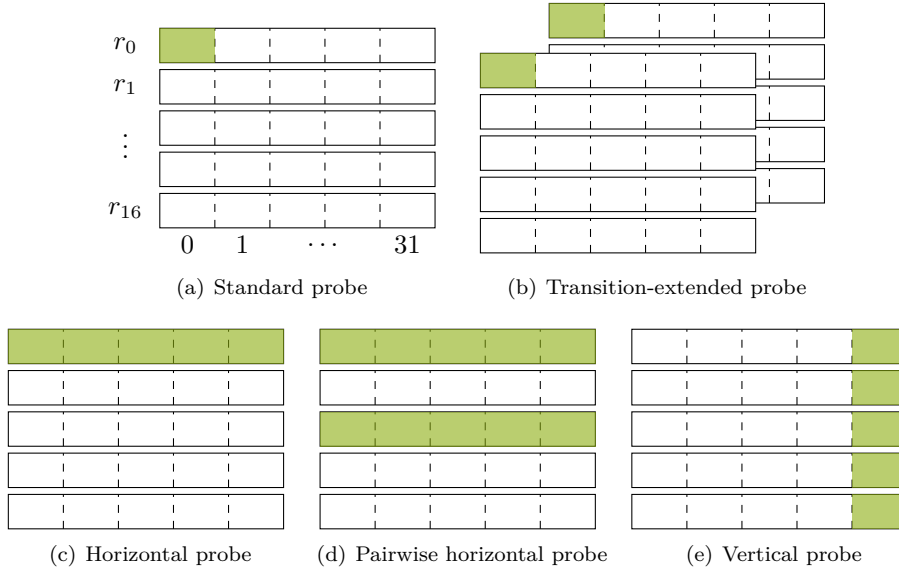 r₀
r₁
⋮
r₁₆
0 1 ⋯ 31
(a) Standard probe
(b) Transition-extended probe
(c) Horizontal probe
(d) Pairwise horizontal probe
(e) Vertical probe